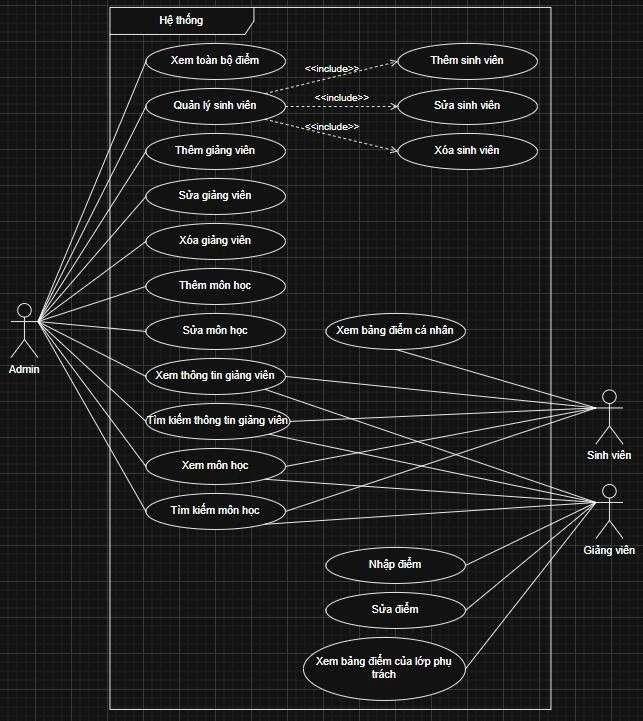 Hệ thống
Xem toàn bộ điểm
<<include>>
Thêm sinh viên
Quản lý sinh viên
<<include>>
Sửa sinh viên
<<include>>
Thêm giảng viên
Xóa sinh viên
Sửa giảng viên
Xóa giảng viên
Thêm môn học
Sửa môn học
Xem bảng điểm cá nhân
Admin
Xem thông tin giảng viên
Tìm kiếm thông tin giảng viên
Sinh viên
Xem môn học
Tìm kiếm môn học
Giảng viên
Nhập điểm
Sửa điểm
Xem bảng điểm của lớp phụ
trách